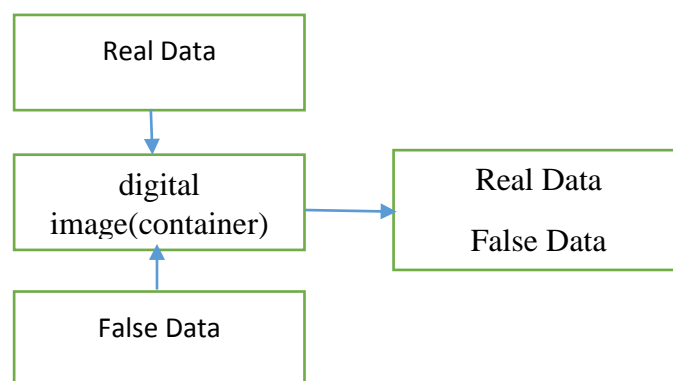 Real Data
digital
image(container)
False Data
Real Data
False Data